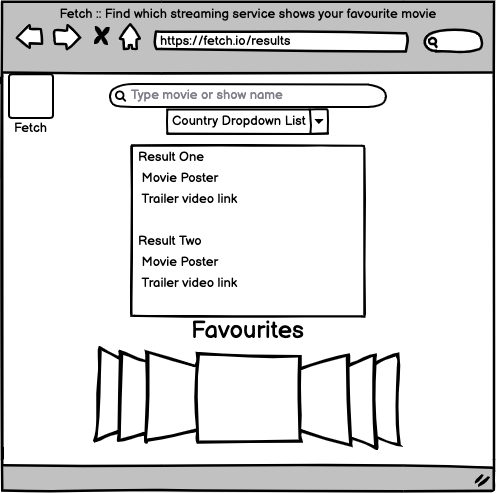 Fetch :: Find which streaming service shows your favourite movie
https://fetch.io/results
Fetch
Type movie or show name
Country Dropdown List
Result One
Movie Poster
Trailer video link
Result Two
Movie Poster
Trailer video link
Favourites